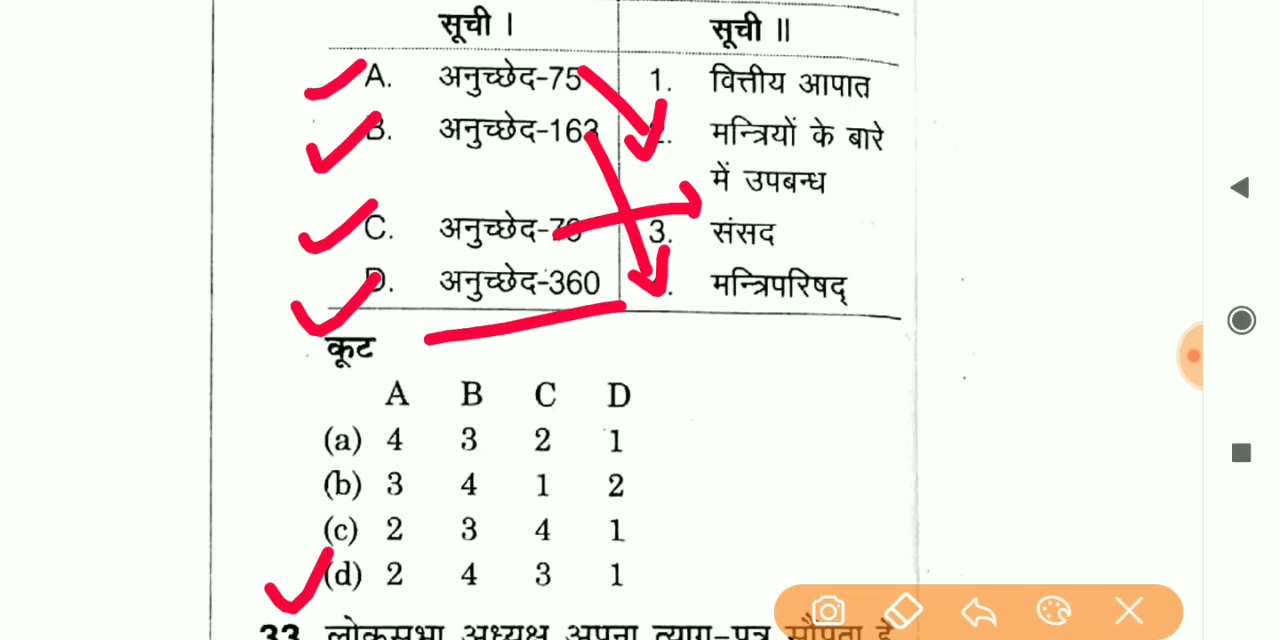 सूची I सूची II
A. अनुच्छेद-75 1. वित्तीय आपात
B. अनुच्छेद-163 2. मन्त्रियों के बारे
में उपबन्ध
C. अनुच्छेद-79 3. संसद
D. अनुच्छेद-360 मन्त्रिपरिषद्
कूट
A B C D
(a) 4 3 2 1
(b) 3 4 1 2
(c) 2 3 4 1
(d) 2 4 3 1
33. लोकसभा अध्यक्ष अपना त्याग-पत्र सौंपता है